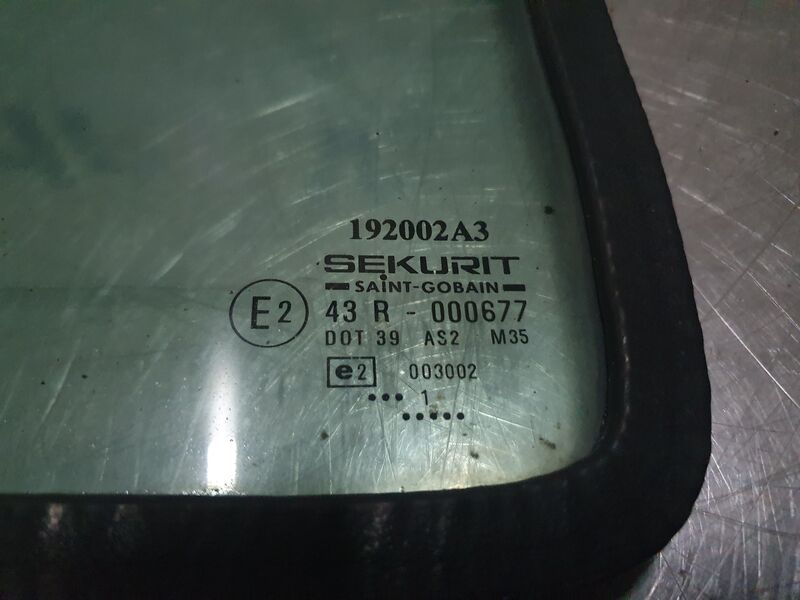 192002A3
SEKURIT
SAINT-GOBAIN
E2 43 R - 000677
DOT 39 AS2 M35
e2 003002
••• 1
•••••